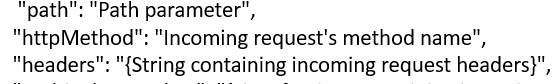 "path": "Path parameter",
"httpMethod": "Incoming request's method name",
"headers": "{String containing incoming request headers}",